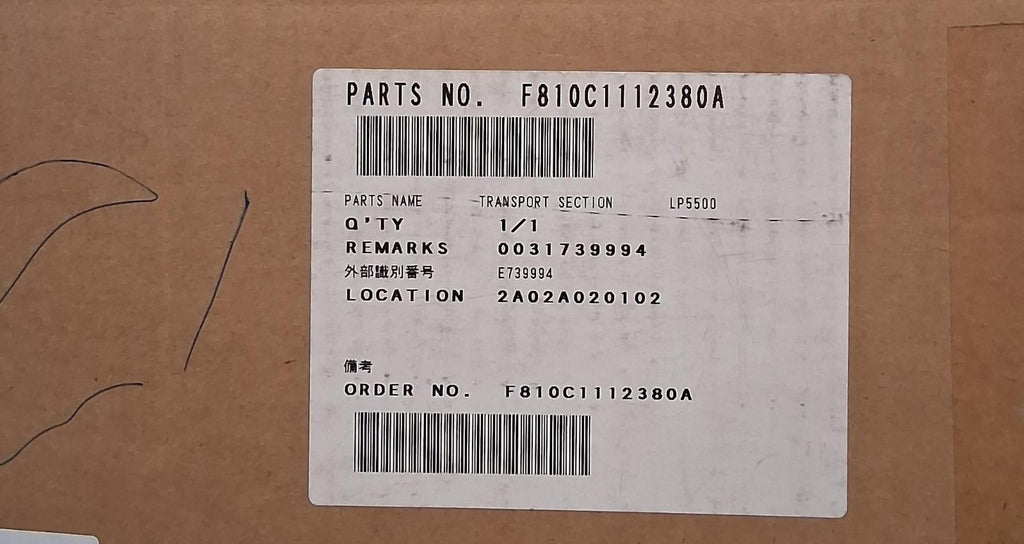 PARTS NO. F810C1112380A
PARTS NAME TRANSPORT SECTION LP5500
Q'TY 1/1
REMARKS 0031739994
外部識別番号 E739994
LOCATION 2A02A020102
備考
ORDER NO. F810C1112380A